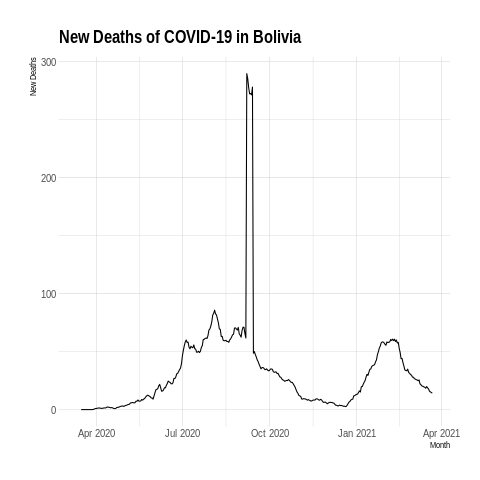 New Deaths of COVID-19 in Bolivia
New Deaths
300
200
100
0
Apr 2020 Jul 2020 Oct 2020 Jan 2021 Apr 2021
Month